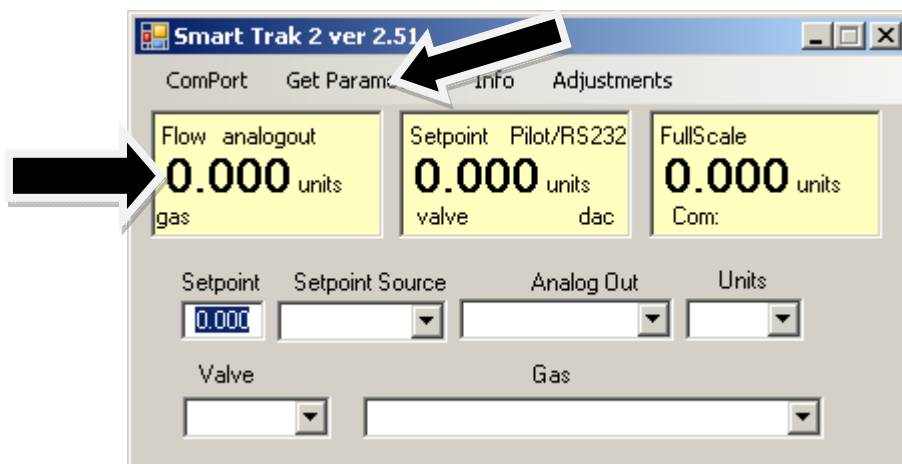 Smart Trak 2 ver 2.51
ComPort Get Info Adjustments
Flow analogout
0.000 units
gas
Setpoint Pilot/RS232
0.000 units
valve dac
FullScale
0.000 units
Com:
Setpoint Setpoint Source Analog Out Units
0.000
Valve Gas